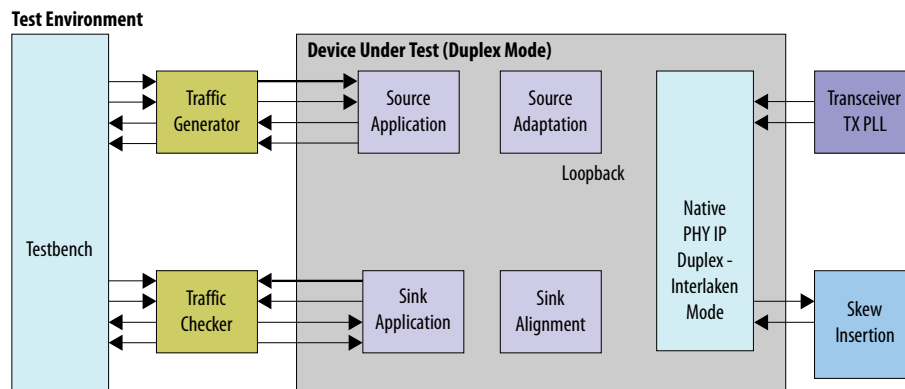 Test Environment
Device Under Test (Duplex Mode)
Traffic
Generator
Source
Application
Source
Adaptation
Transceiver
TX PLL
Loopback
Testbench
Native
PHY IP
Duplex -
Interlaken
Mode
Traffic
Checker
Sink
Application
Sink
Alignment
Skew
Insertion